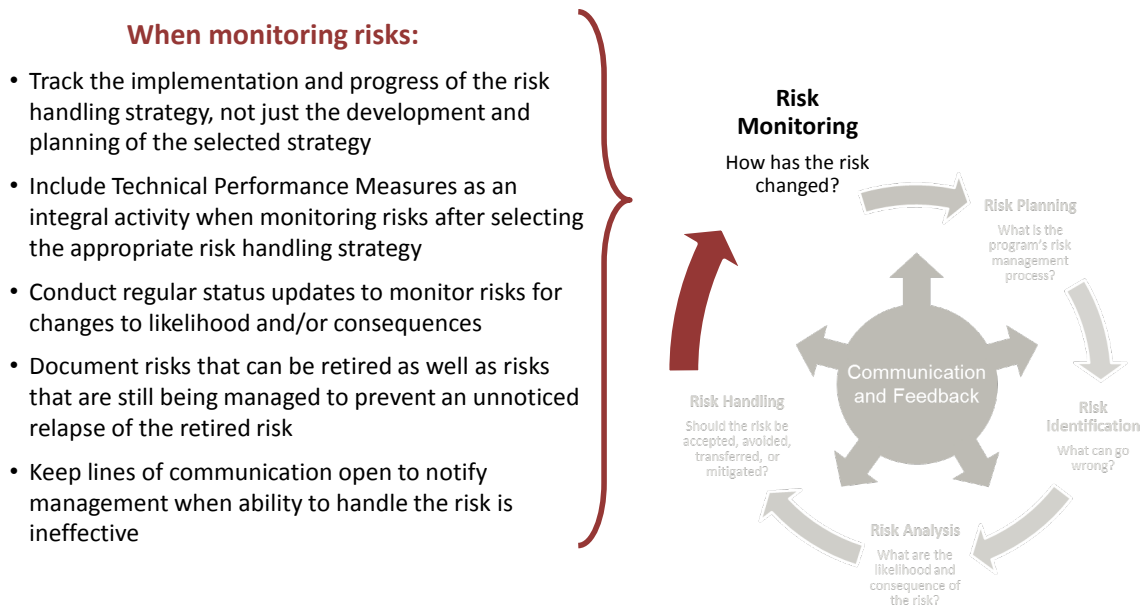 When monitoring risks:
• Track the implementation and progress of the risk
handling strategy, not just the development and
planning of the selected strategy
• Include Technical Performance Measures as an
integral activity when monitoring risks after selecting
the appropriate risk handling strategy
• Conduct regular status updates to monitor risks for
changes to likelihood and/or consequences
• Document risks that can be retired as well as risks
that are still being managed to prevent an unnoticed
relapse of the retired risk
• Keep lines of communication open to notify
management when ability to handle the risk is
ineffective
Risk
Monitoring
How has the risk
changed?
Risk Planning
What is the
program's risk
management
process?
Risk
Identification
What can go
wrong?
Risk Analysis
What are the
likelihood and
consequence of
the risk?
Risk Handling
Should the risk be
accepted, avoided,
transferred, or
mitigated?
Communication
and Feedback